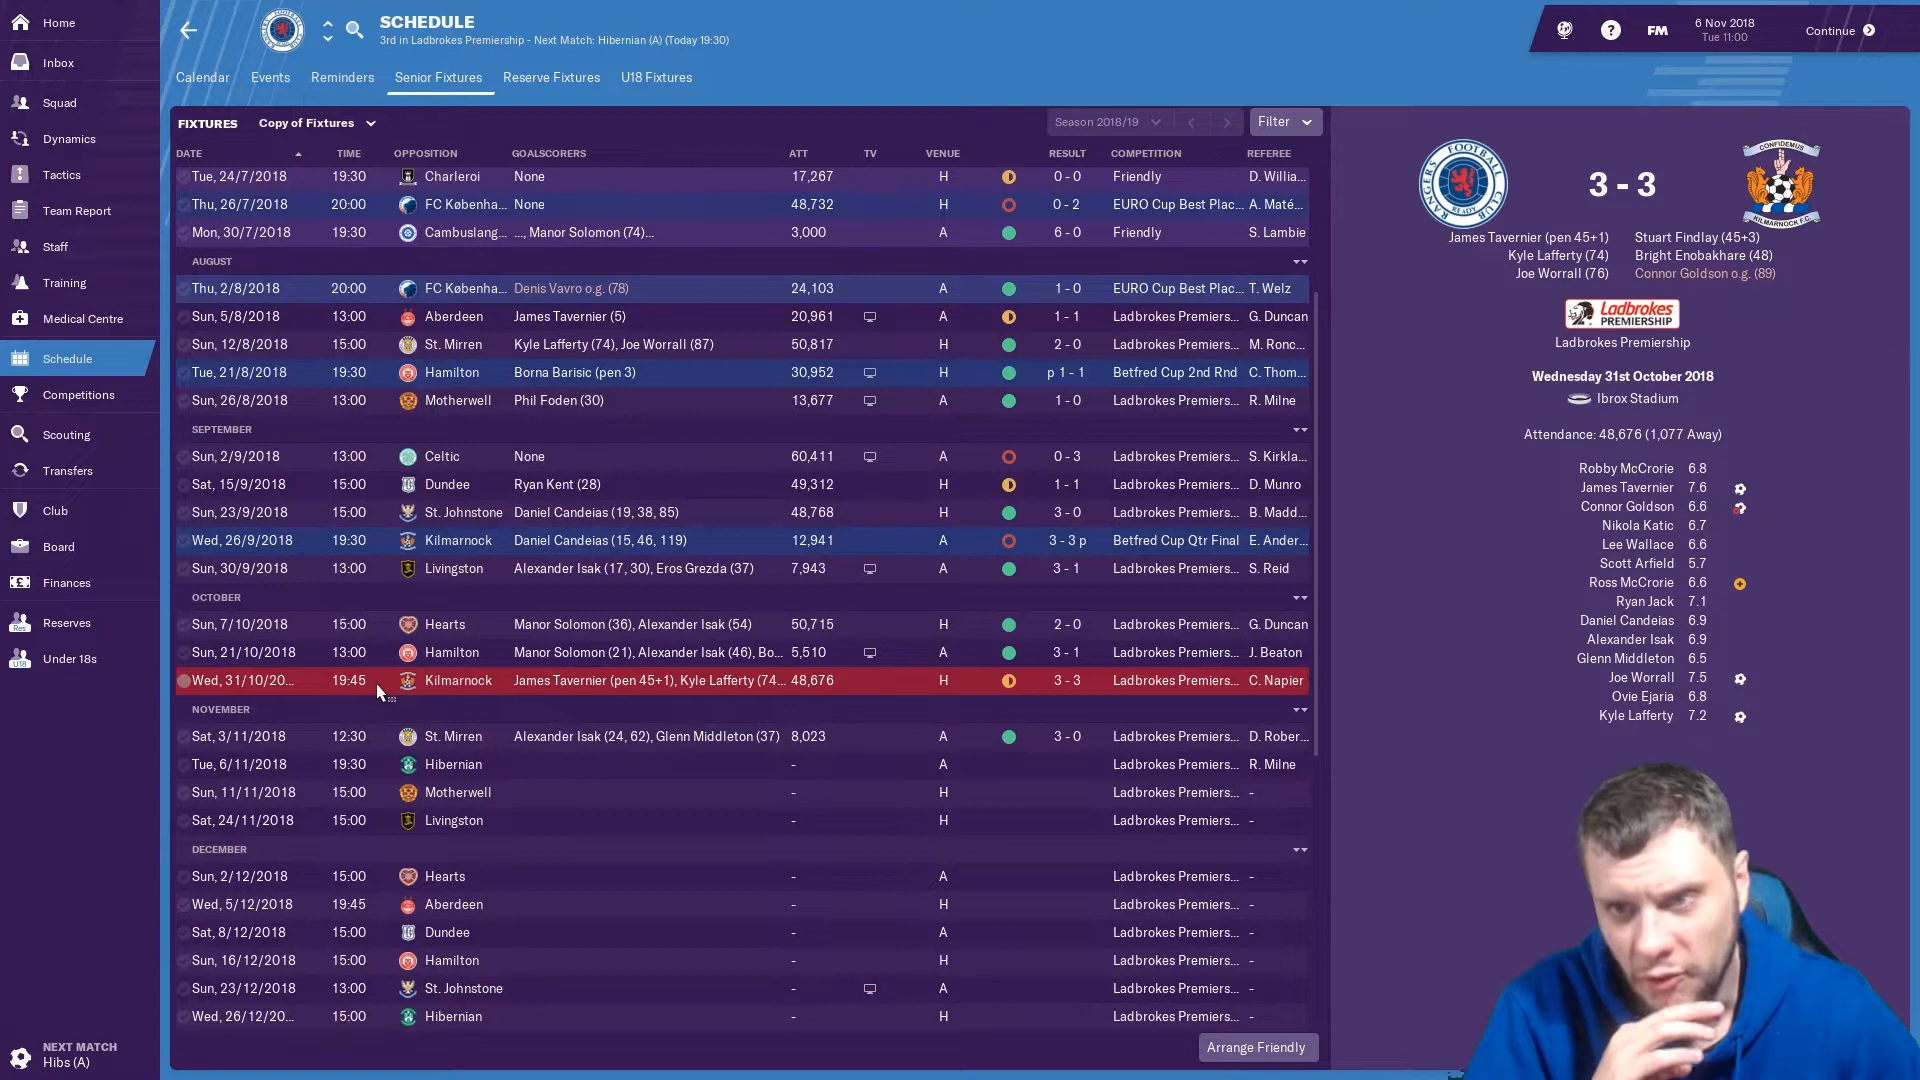 Home
Inbox
Squad
Dynamics
Tactics
Team Report
Staff
Training
Medical Centre
Schedule
Competitions
Scouting
Transfers
Club
Board
Finances
Res
Reserves
U18
Under 18s
NEXT MATCH
Hibs (A)
SCHEDULE
3rd in Ladbrokes Premiership - Next Match: Hibernian (A) (Today 19:30)
FM
6 Nov 2018
Tue 11:00
Continue
Calendar Events Reminders Senior Fixtures Reserve Fixtures U18 Fixtures
FIXTURES Copy of Fixtures Season 2018/19 Filter
DATE TIME OPPOSITION GOALSCORERS ATT TV VENUE RESULT COMPETITION REFEREE
Tue, 24/7/2018 19:30 Charleroi None 17,267 H 0 - 0 Friendly D. Willia...
Thu, 26/7/2018 20:00 FC Københa... None 48,732 H 0 - 2 EURO Cup Best Plac... A. Maté...
Mon, 30/7/2018 19:30 Cambuslang... ..., Manor Solomon (74)... 3,000 A 6 - 0 Friendly S. Lambie
AUGUST
Thu, 2/8/2018 20:00 FC Københa... Denis Vavro o.g. (78) 24,103 A 1 - 0 EURO Cup Best Plac... T. Welz
Sun, 5/8/2018 13:00 Aberdeen James Tavernier (5) 20,961 A 1 - 1 Ladbrokes Premiers... G. Duncan
Sun, 12/8/2018 15:00 St. Mirren Kyle Lafferty (74), Joe Worrall (87) 50,817 H 2 - 0 Ladbrokes Premiers... M. Ronc...
Tue, 21/8/2018 19:30 Hamilton Borna Barisic (pen 3) 30,952 H p 1 - 1 Betfred Cup 2nd Rnd C. Thom...
Sun, 26/8/2018 13:00 Motherwell Phil Foden (30) 13,677 A 1 - 0 Ladbrokes Premiers... R. Milne
SEPTEMBER
Sun, 2/9/2018 13:00 Celtic None 60,411 A 0 - 3 Ladbrokes Premiers... S. Kirkla...
Sat, 15/9/2018 15:00 Dundee Ryan Kent (28) 49,312 H 1 - 1 Ladbrokes Premiers... D. Munro
Sun, 23/9/2018 15:00 St. Johnstone Daniel Candeias (19, 38, 85) 48,768 H 3 - 0 Ladbrokes Premiers... B. Madd...
Wed, 26/9/2018 19:30 Kilmarnock Daniel Candeias (15, 46, 119) 12,941 A 3 - 3 p Betfred Cup Qtr Final E. Ander...
Sun, 30/9/2018 13:00 Livingston Alexander Isak (17, 30), Eros Grezda (37) 7,943 A 3 - 1 Ladbrokes Premiers... S. Reid
OCTOBER
Sun, 7/10/2018 15:00 Hearts Manor Solomon (36), Alexander Isak (54) 50,715 H 2 - 0 Ladbrokes Premiers... G. Duncan
Sun, 21/10/2018 13:00 Hamilton Manor Solomon (21), Alexander Isak (46), Bo... 5,510 A 3 - 1 Ladbrokes Premiers... J. Beaton
Wed, 31/10/20... 19:45 Kilmarnock James Tavernier (pen 45+1), Kyle Lafferty (74... 48,676 H 3 - 3 Ladbrokes Premiers... C. Napier
NOVEMBER
Sat, 3/11/2018 12:30 St. Mirren Alexander Isak (24, 62), Glenn Middleton (37) 8,023 A 3 - 0 Ladbrokes Premiers... D. Rober...
Tue, 6/11/2018 19:30 Hibernian - A Ladbrokes Premiers... R. Milne
Sun, 11/11/2018 15:00 Motherwell - H Ladbrokes Premiers... -
Sat, 24/11/2018 15:00 Livingston - H Ladbrokes Premiers... -
DECEMBER
Sun, 2/12/2018 15:00 Hearts - A Ladbrokes Premiers... -
Wed, 5/12/2018 19:45 Aberdeen - H Ladbrokes Premiers... -
Sat, 8/12/2018 15:00 Dundee - A Ladbrokes Premiers... -
Sun, 16/12/2018 15:00 Hamilton - H Ladbrokes Premiers... -
Sun, 23/12/2018 13:00 St. Johnstone - A Ladbrokes Premiers... -
Wed, 26/12/20... 15:00 Hibernian - H Ladbrokes Premiers... -
Arrange Friendly
RANGERS FOOTBALL CLUB
READY
3 - 3
CONFIDEMUS
KILMARNOCK F.C.
James Tavernier (pen 45+1) Stuart Findlay (45+3)
Kyle Lafferty (74) Bright Enobakhare (48)
Joe Worrall (76) Connor Goldson o.g. (89)
Ladbrokes
PREMIERSHIP
Ladbrokes Premiership
Wednesday 31st October 2018
Ibrox Stadium
Attendance: 48,676 (1,077 Away)
Robby McCrorie 6.8
James Tavernier 7.6
Connor Goldson 6.6
Nikola Katic 6.7
Lee Wallace 6.6
Scott Arfield 5.7
Ross McCrorie 6.6
Ryan Jack 7.1
Daniel Candeias 6.9
Alexander Isak 6.9
Glenn Middleton 6.5
Joe Worrall 7.5
Ovie Ejaria 6.8
Kyle Lafferty 7.2